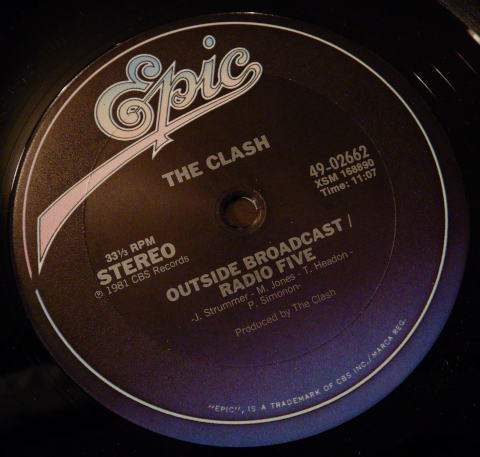 Epic
THE CLASH
49-02662
XSM 168890
Time: 11:07
33⅓ RPM
STEREO
℗ 1981 CBS Records
OUTSIDE BROADCAST /
RADIO FIVE
-J. Strummer - M. Jones - T. Headon -
P. Simonon-
Produced by The Clash
"EPIC", IS A TRADEMARK OF CBS INC./MARCA REG.